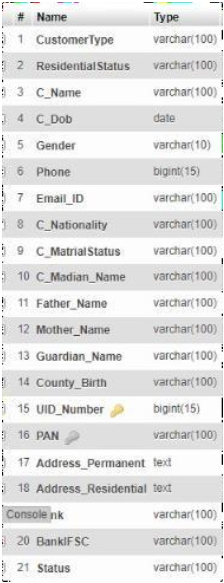 # Name Type
1 CustomerType varchar(100)
2 ResidentialStatus varchar(100)
3 C_Name varchar(100)
4 C_Dob date
5 Gender varchar(10)
6 Phone bigint(15)
7 Email_ID varchar(100)
8 C_Nationality varchar(100)
9 C_MatrialStatus varchar(100)
10 C_Madian_Name varchar(100)
11 Father_Name varchar(100)
12 Mother_Name varchar(100)
13 Guardian_Name varchar(100)
14 County_Birth varchar(100)
15 UID_Number bigint(15)
16 PAN varchar(100)
17 Address_Permanent text
18 Address_Residential text
Console nk varchar(100)
20 BankIFSC varchar(100)
21 Status varchar(100)